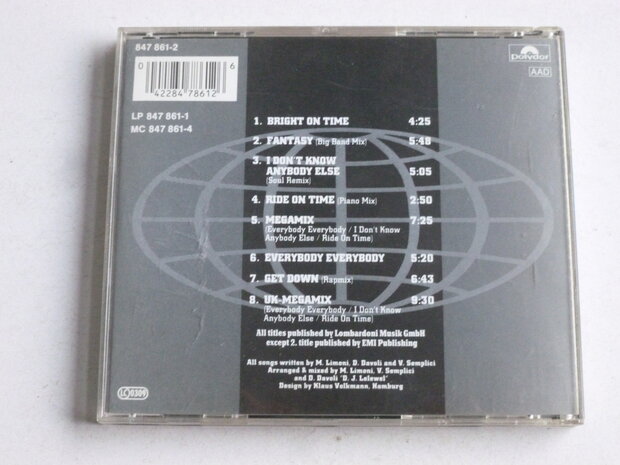 847 861-2
0 42284 78612 6
LP 847 861-1
MC 847 861-4
Polydor
AAD
1. BRIGHT ON TIME 4:25
2. FANTASY (Big Band Mix) 5:48
3. I DON'T KNOW
ANYBODY ELSE 5:05
(Soul Remix)
4. RIDE ON TIME (Piano Mix) 2:50
5. MEGAMIX 7:25
(Everybody Everybody / I Don't Know
Anybody Else / Ride On Time)
6. EVERYBODY EVERYBODY 5:20
7. GET DOWN (Rapmix) 6:43
8. UK-MEGAMIX 9:30
(Everybody Everybody / I Don't Know
Anybody Else / Ride On Time)
All titles published by Lombardoni Musik GmbH
except 2. title published by EMI Publishing
All songs written by M. Limoni, D. Davoli and V. Semplici
Arranged & mixed by M. Limoni, V. Semplici
and D. Davoli "D. J. Lelewel"
Design by Klaus Volkmann, Hamburg
LC 0309